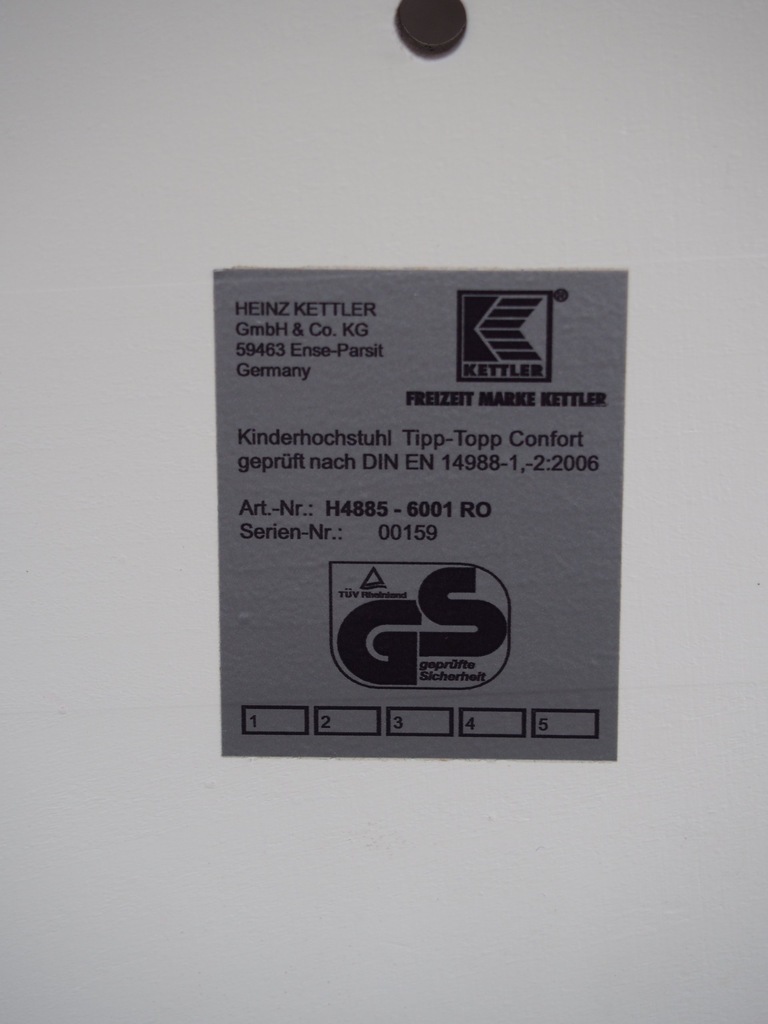 HEINZ KETTLER
GmbH & Co. KG
59463 Ense-Parsit
Germany
®
KETTLER
FREIZEIT MARKE KETTLER
Kinderhochstuhl Tipp-Topp Confort
geprüft nach DIN EN 14988-1,-2:2006
Art.-Nr.: H4885 - 6001 RO
Serien-Nr.: 00159
TÜV Rheinland
GS
geprüfte
Sicherheit
1 2 3 4 5